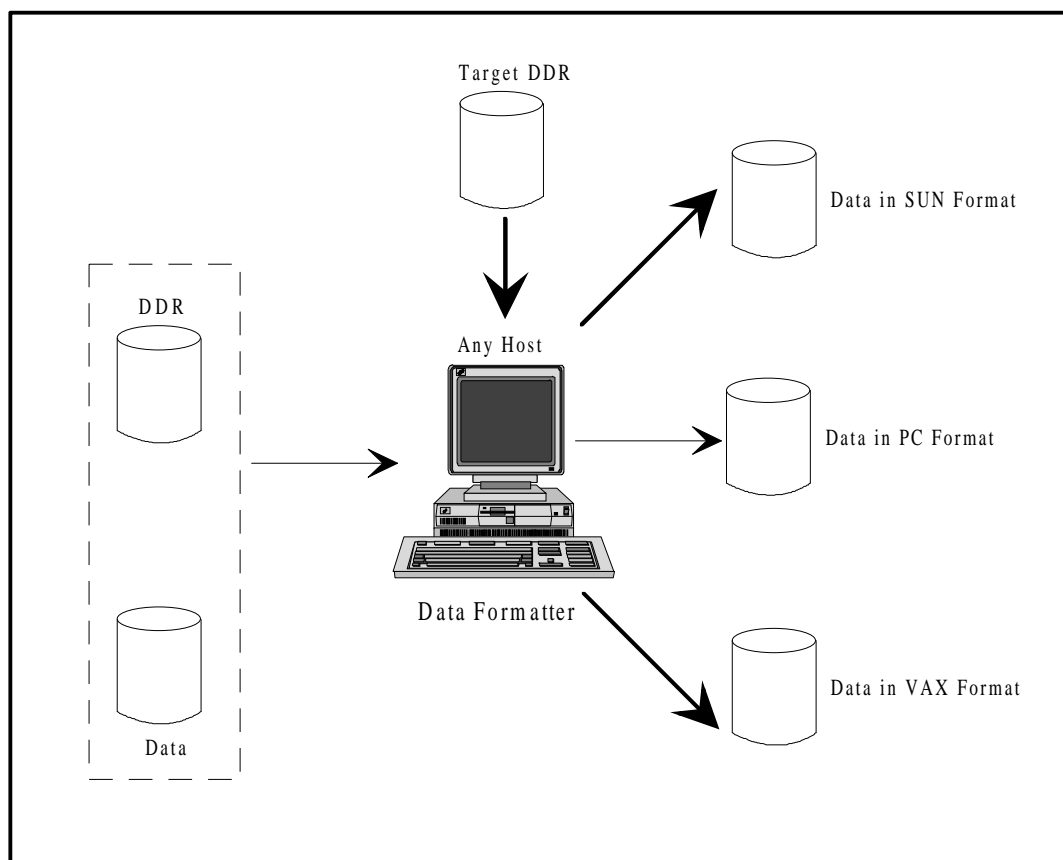 Target DDR
Data in SUN Format
DDR
Any Host
Data in PC Format
Data Formatter
Data in VAX Format
Data